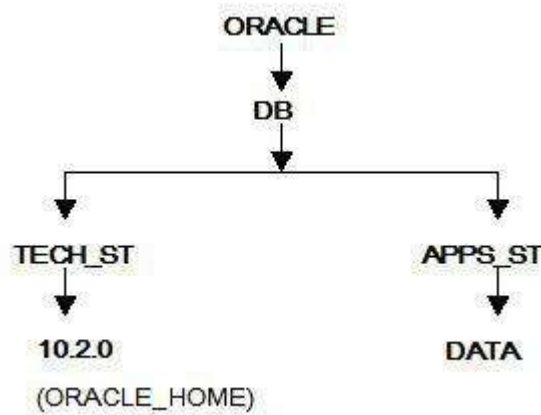 ORACLE
DB
TECH_ST
APPS_ST
10.2.0
DATA
(ORACLE_HOME)